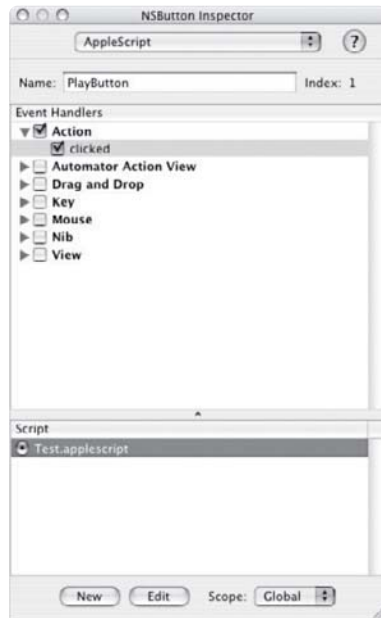 NSButton Inspector
AppleScript
?
Name: PlayButton Index: 1
Event Handlers
Action
clicked
Automator Action View
Drag and Drop
Key
Mouse
Nib
View
Script
Test.applescript
New Edit Scope: Global